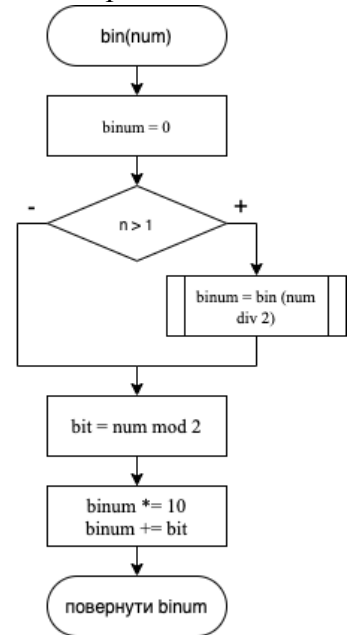 bin(num)
binum = 0
n > 1
-
+
binum = bin (num
div 2)
bit = num mod 2
binum *= 10
binum += bit
повернути binum